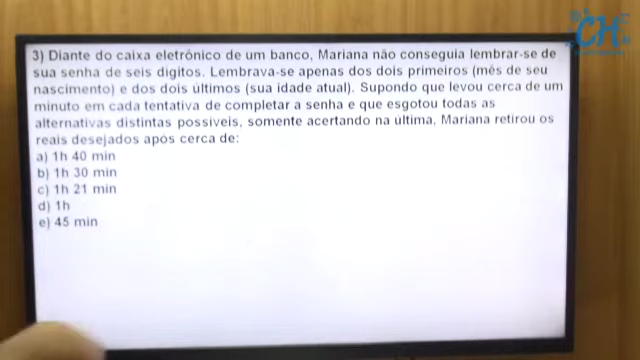 CH
3) Diante do caixa eletrônico de um banco, Mariana não conseguia lembrar-se de
sua senha de seis digitos. Lembrava-se apenas dos dois primeiros (mês de seu
nascimento) e dos dois últimos (sua idade atual). Supondo que levou cerca de um
minuto em cada tentativa de completar a senha e que esgotou todas as
alternativas distintas possíveis, somente acertando na última, Mariana retirou os
reais desejados após cerca de:
a) 1h 40 min
b) 1h 30 min
c) 1h 21 min
d) 1h
e) 45 min